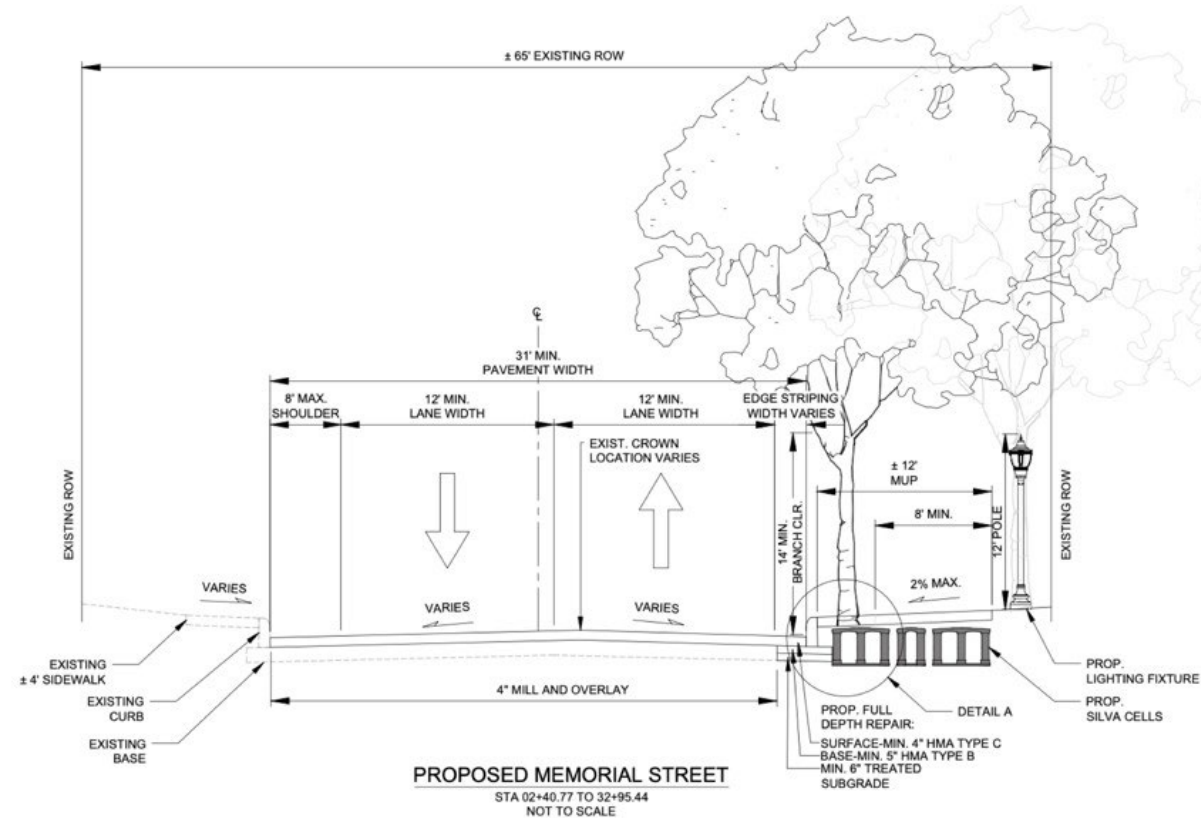 ± 65' EXISTING ROW
℄
31' MIN.
PAVEMENT WIDTH
8' MAX.
SHOULDER
12' MIN.
LANE WIDTH
12' MIN.
LANE WIDTH
EDGE STRIPING
WIDTH VARIES
EXIST. CROWN
LOCATION VARIES
± 12'
MUP
8' MIN.
14' MIN.
BRANCH CLR.
12' POLE
EXISTING ROW
EXISTING ROW
2% MAX.
VARIES
VARIES
VARIES
EXISTING
± 4' SIDEWALK
EXISTING
CURB
EXISTING
BASE
4" MILL AND OVERLAY
PROP. FULL
DEPTH REPAIR:
SURFACE-MIN. 4" HMA TYPE C
BASE-MIN. 5" HMA TYPE B
MIN. 6" TREATED
SUBGRADE
DETAIL A
PROP.
LIGHTING FIXTURE
PROP.
SILVA CELLS
PROPOSED MEMORIAL STREET
STA 02+40.77 TO 32+95.44
NOT TO SCALE